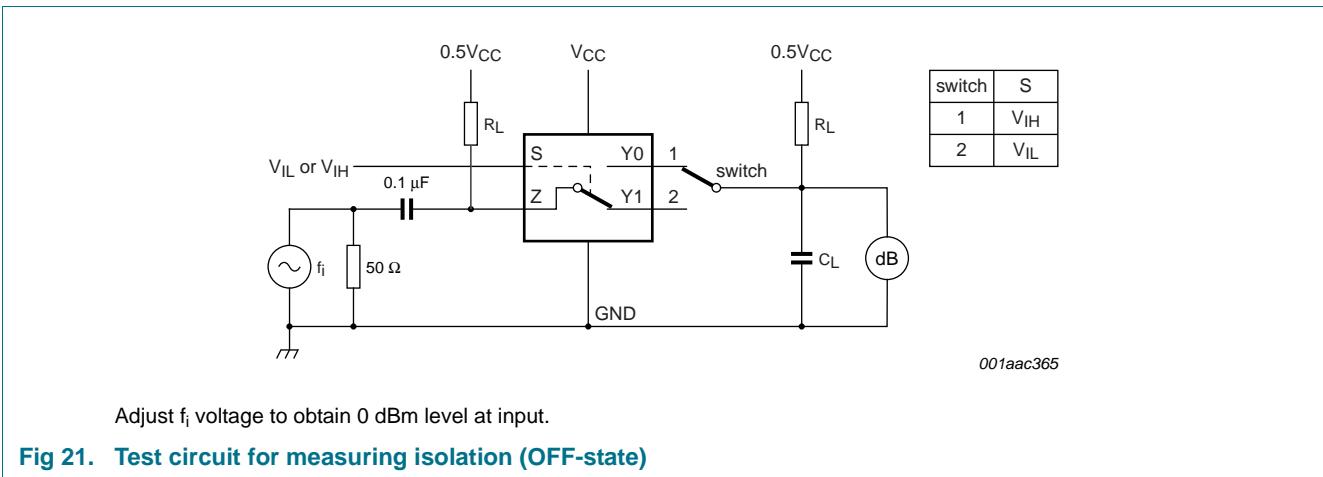 0.5VCC VCC 0.5VCC
switch S
1 VIH
2 VIL
RL RL
S Y0 1
switch
VIL or VIH
0.1 μF
Z Y1 2
fi 50 Ω
CL dB
GND
001aac365
Adjust fi voltage to obtain 0 dBm level at input.
Fig 21. Test circuit for measuring isolation (OFF-state)